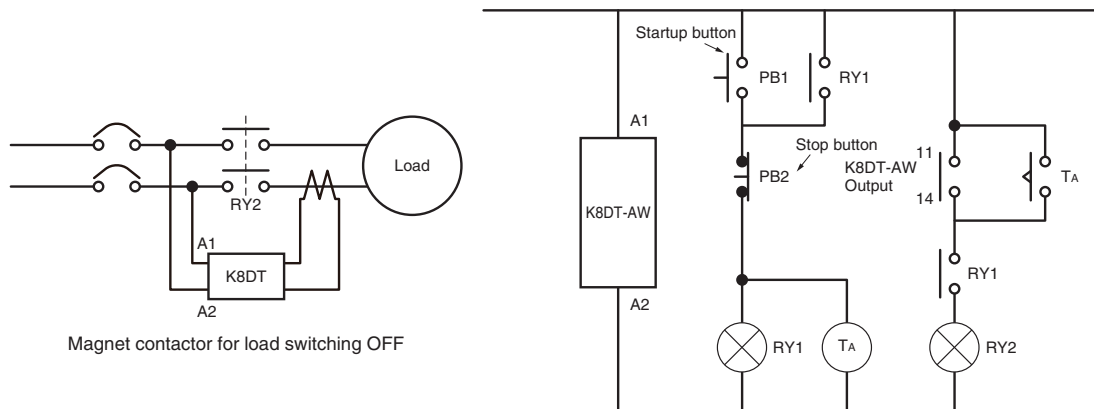 Load
RY2
A1
K8DT
A2
Magnet contactor for load switching OFF
Startup button
PB1
RY1
A1
Stop button
PB2
K8DT-AW
A2
RY1
TA
11
K8DT-AW
Output
14
TA
RY1
RY2